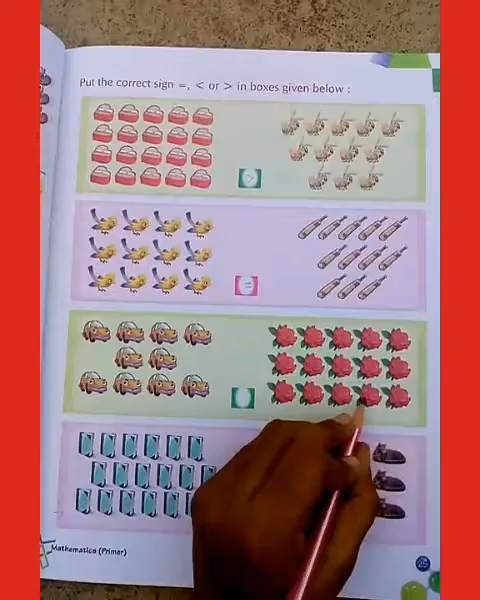 Put the correct sign =, < or > in boxes given below :
>
=
Mathematics (Primer)
25